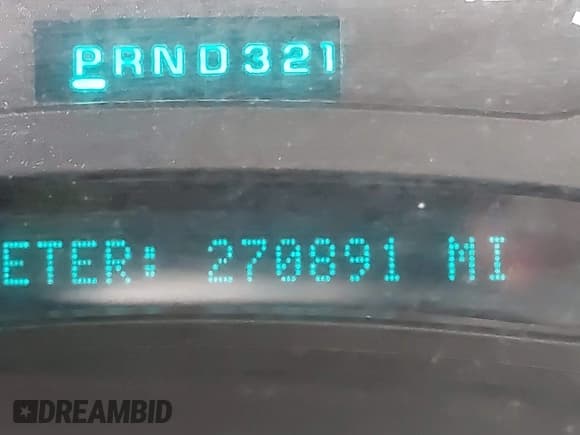 PRND321
ETER: 270891 MI
DREAMBID